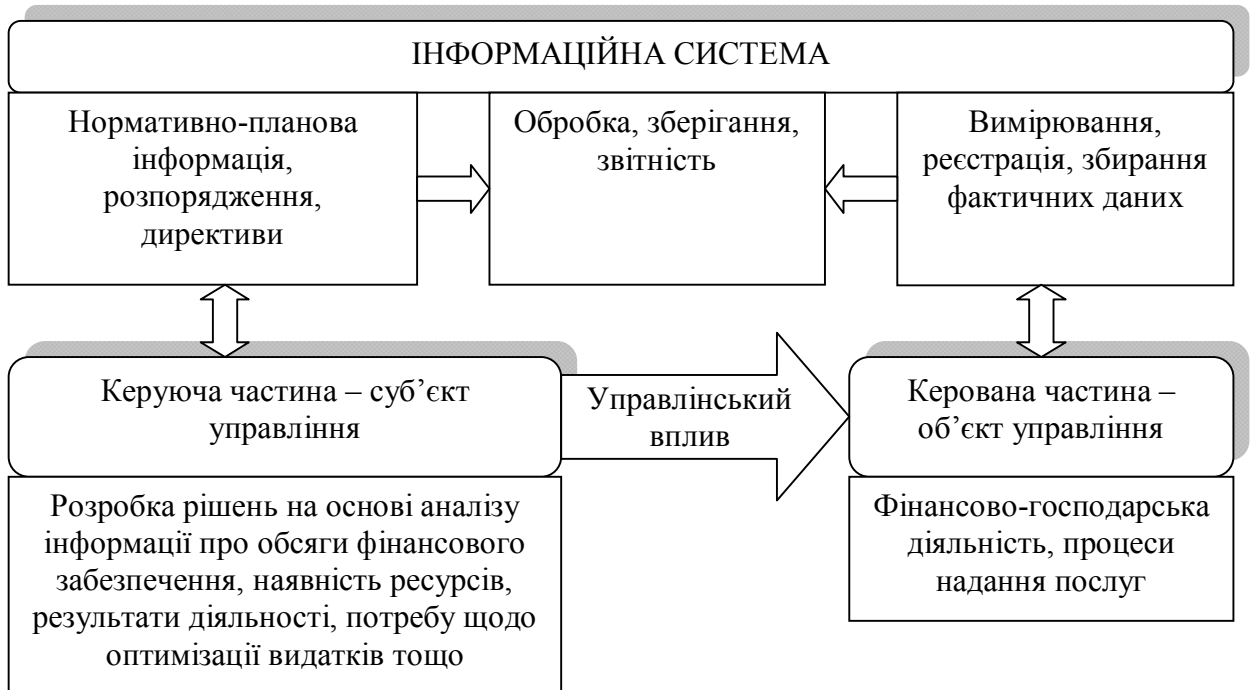 ІНФОРМАЦІЙНА СИСТЕМА
Нормативно-планова
інформація,
розпорядження,
директиви
Обробка, зберігання,
звітність
Вимірювання,
реєстрація, збирання
фактичних даних
Керуюча частина – суб’єкт
управління
Управлінський
вплив
Керована частина –
об’єкт управління
Розробка рішень на основі аналізу
інформації про обсяги фінансового
забезпечення, наявність ресурсів,
результати діяльності, потребу щодо
оптимізації видатків тощо
Фінансово-господарська
діяльність, процеси
надання послуг